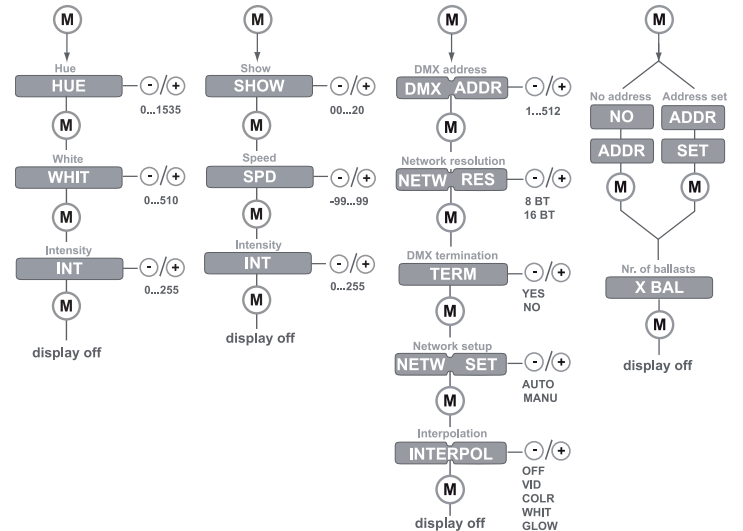 M
M
Hue
HUE
-/+
0...1535
M
White
WHIT
-/+
0...510
M
Intensity
INT
-/+
0...255
M
display off
M
M
Show
SHOW
-/+
00...20
M
Speed
SPD
-/+
-99...99
M
Intensity
INT
-/+
0...255
M
display off
M
M
DMX address
DMX ADDR
-/+
1...512
M
Network resolution
NETW RES
-/+
8 BT
16 BT
M
DMX termination
TERM
-/+
YES
NO
M
Network setup
NETW SET
-/+
AUTO
MANU
M
Interpolation
INTERPOL
-/+
OFF
VID
COLR
WHIT
GLOW
M
display off
M
M
No address
NO
ADDR
M
Address set
ADDR
SET
M
Nr. of ballasts
X BAL
M
display off